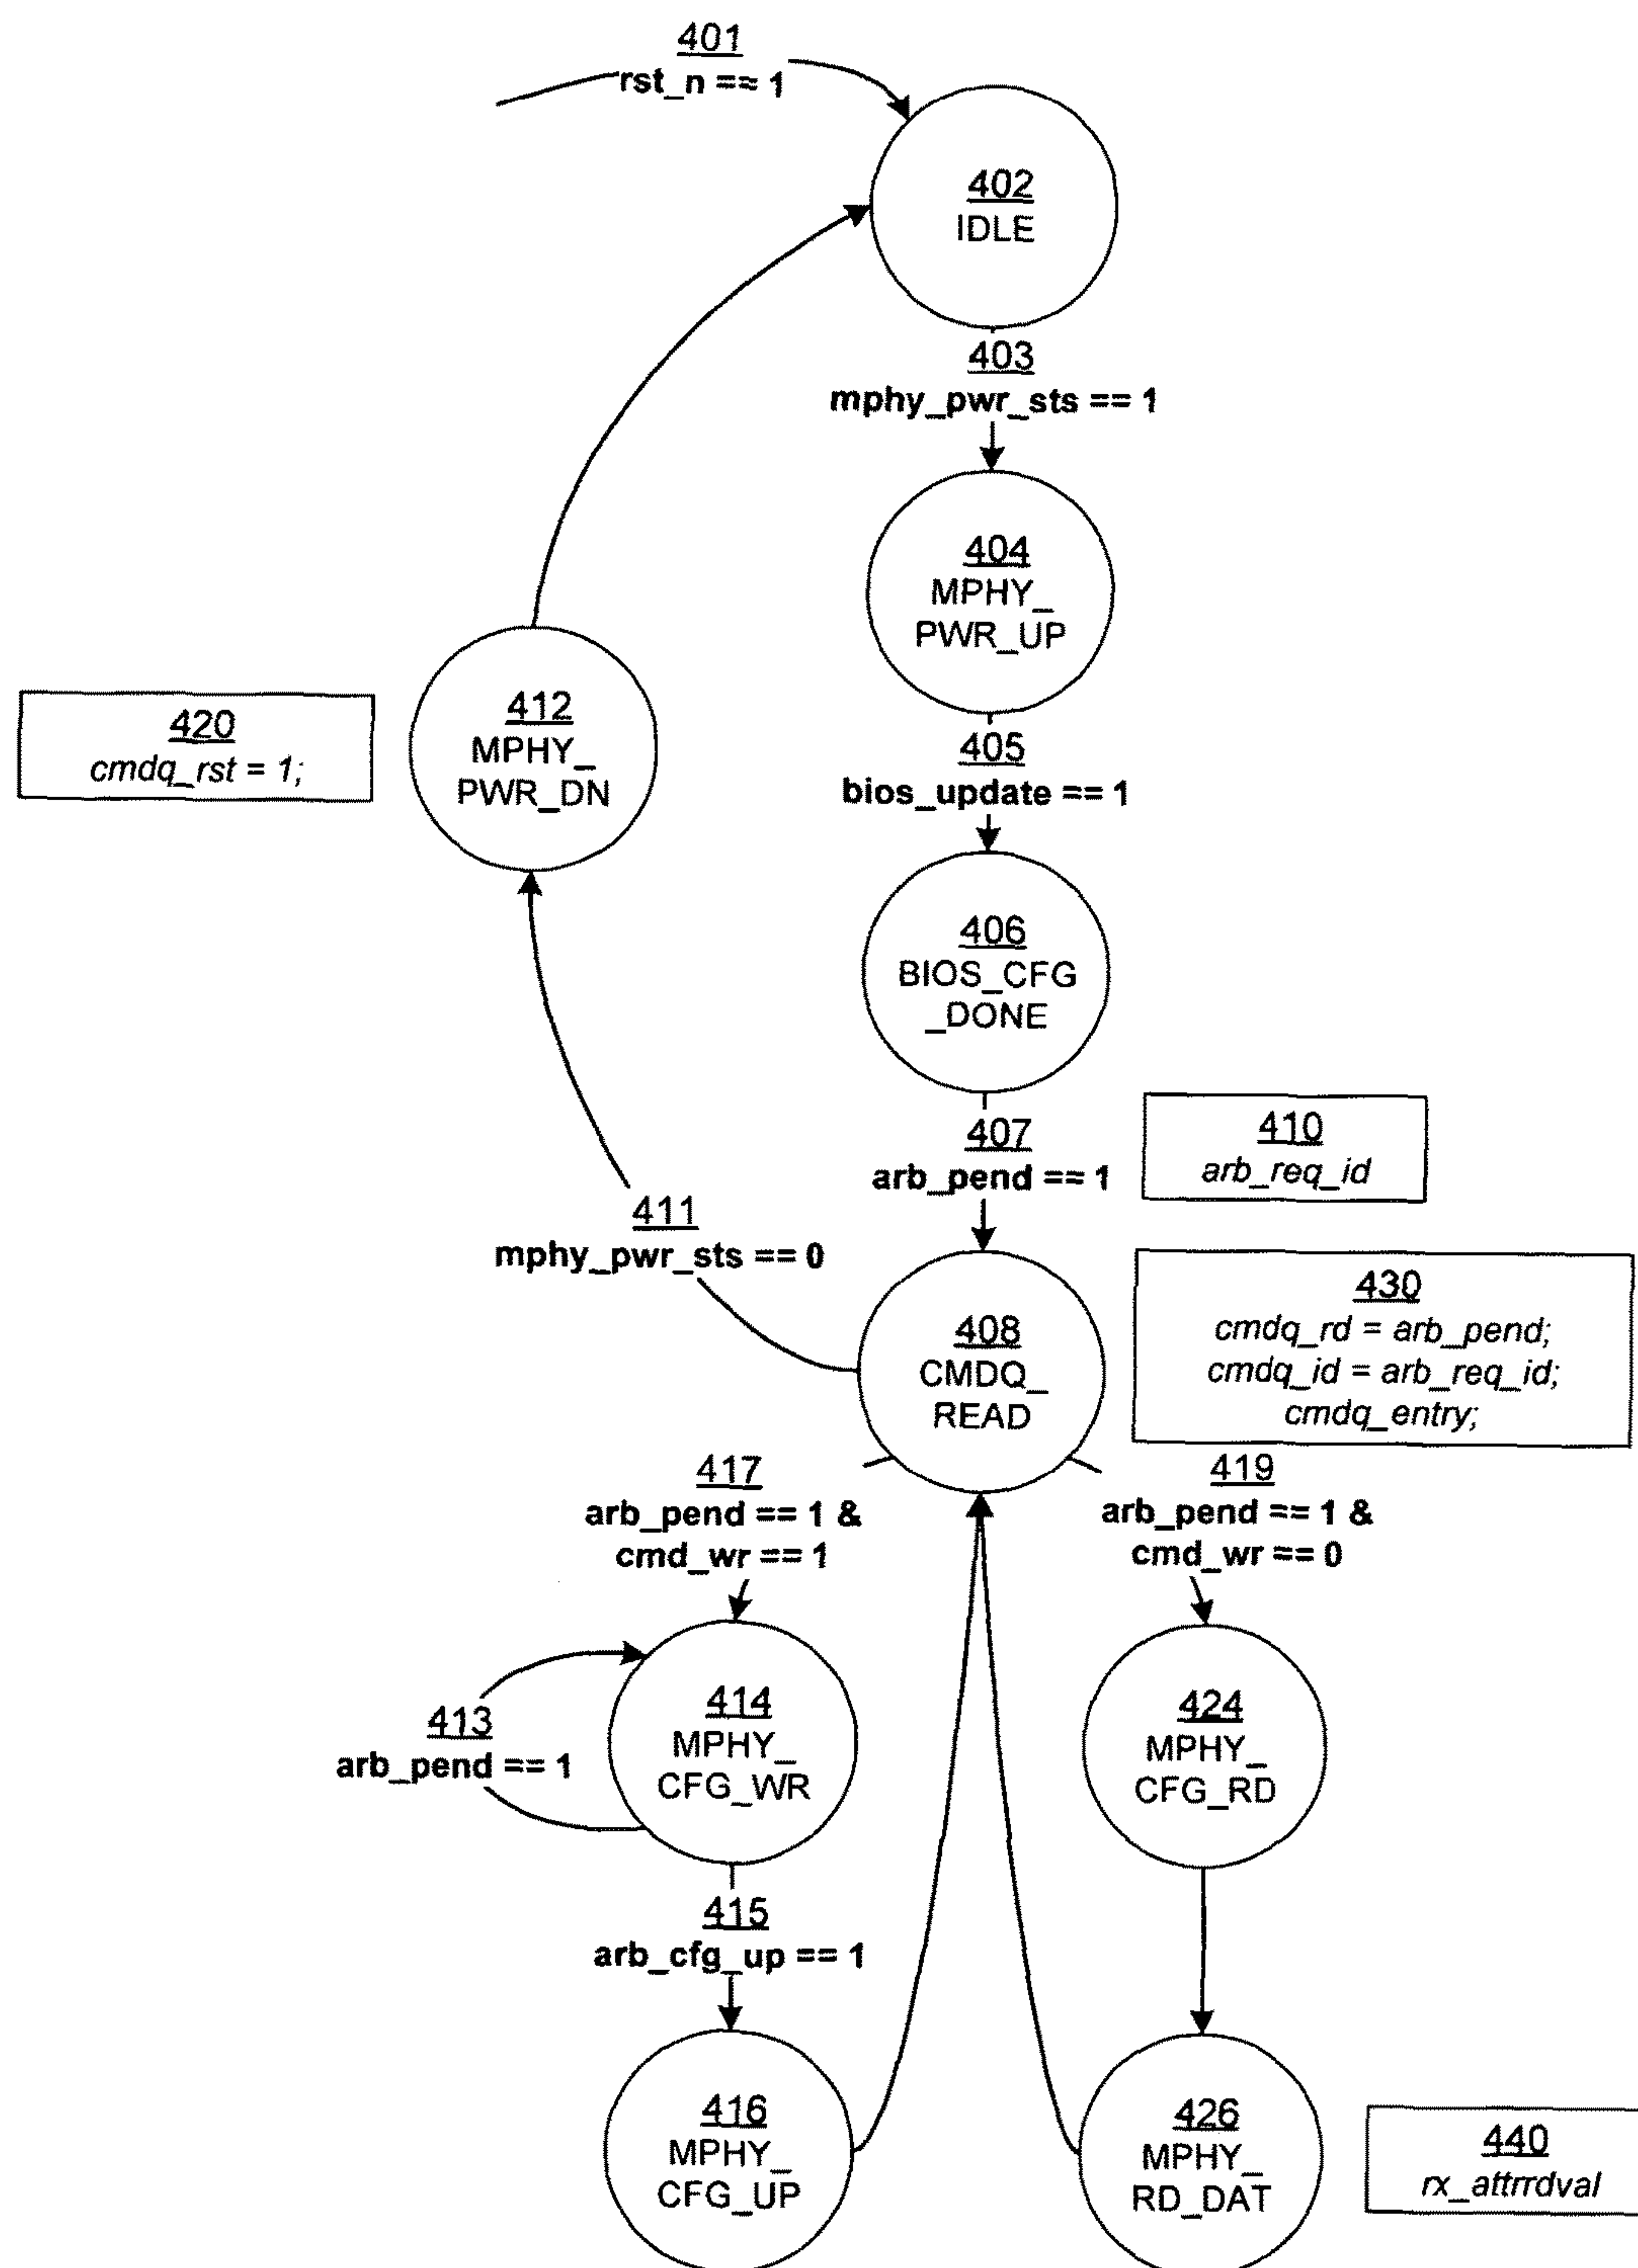 401
rst_n == 1
402
IDLE
403
mphy_pwr_sts == 1
404
MPHY_
PWR_UP
405
bios_update == 1
412
MPHY_
PWR_DN
420
cmdq_rst = 1;
406
BIOS_CFG
_DONE
407
arb_pend == 1
410
arb_req_id
411
mphy_pwr_sts == 0
408
CMDQ_
READ
430
cmdq_rd = arb_pend;
cmdq_id = arb_req_id;
cmdq_entry;
417
arb_pend == 1 &
cmd_wr == 1
419
arb_pend == 1 &
cmd_wr == 0
413
arb_pend == 1
414
MPHY_
CFG_WR
424
MPHY_
CFG_RD
415
arb_cfg_up == 1
416
MPHY_
CFG_UP
426
MPHY_
RD_DAT
440
rx_attrrdval